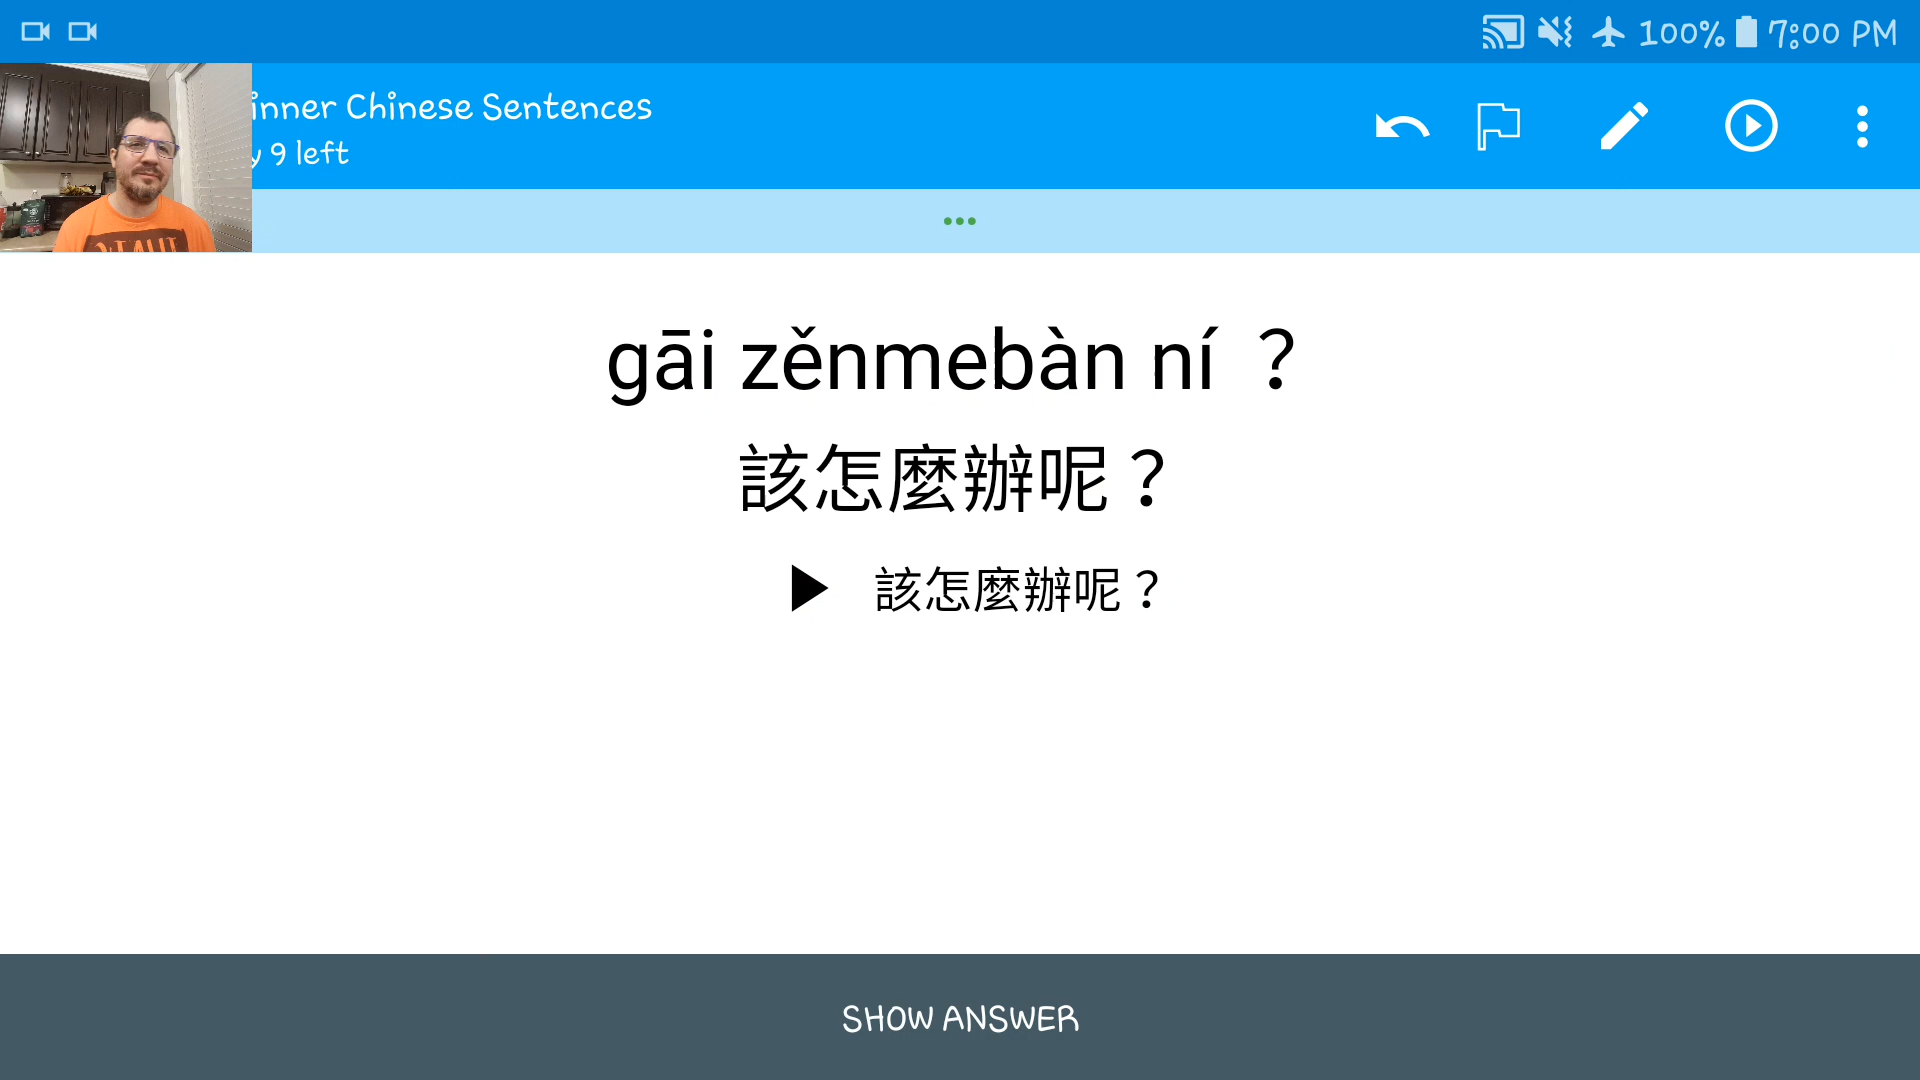 100% 7:00 PM
inner Chinese Sentences
y 9 left
gāi zěnmebàn ní ？
該怎麼辦呢？
該怎麼辦呢？
SHOW ANSWER